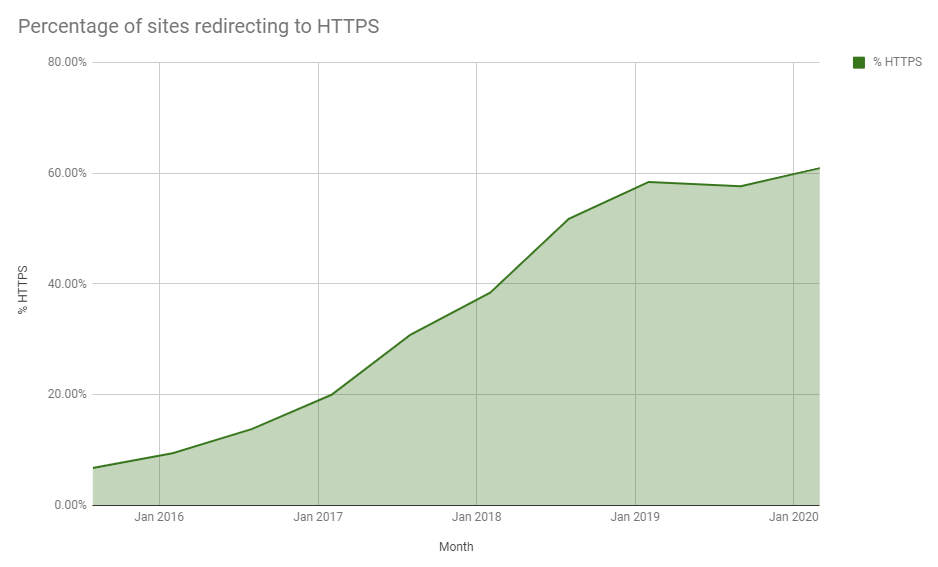 Percentage of sites redirecting to HTTPS
80.00%
60.00%
40.00%
20.00%
0.00%
% HTTPS
% HTTPS
Jan 2016
Jan 2017
Jan 2018
Jan 2019
Jan 2020
Month